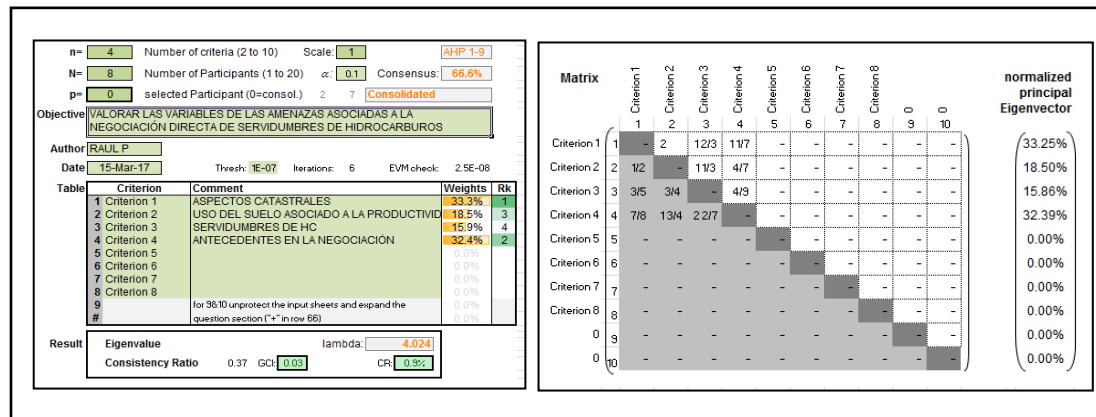 n= 4 Number of criteria (2 to 10) Scale: 1 AHP 1-9
N= 8 Number of Participants (1 to 20) α: 0.1 Consensus: 66.6%
p= 0 selected Participant (0=consol.) 2 7 Consolidated
Objective VALORAR LAS VARIABLES DE LAS AMENAZAS ASOCIADAS A LA
NEGOCIACIÓN DIRECTA DE SERVIDUMBRES DE HIDROCARBUROS
Author RAUL P
Date 15-Mar-17 Thresh: 1E-07 Iterations: 6 EVM check: 2.5E-08
Table Criterion Comment Weights Rk
1 Criterion 1 ASPECTOS CATASTRALES 33.3% 1
2 Criterion 2 USO DEL SUELO ASOCIADO A LA PRODUCTIVID 18.5% 3
3 Criterion 3 SERVIDUMBRES DE HC 15.9% 4
4 Criterion 4 ANTECEDENTES EN LA NEGOCIACIÓN 32.4% 2
5 Criterion 5 0.0%
6 Criterion 6 0.0%
7 Criterion 7 0.0%
8 Criterion 8 0.0%
9 for 9&10 unprotect the input sheets and expand the 0.0%
# question section ("+" in row 66) 0.0%
Result Eigenvalue lambda: 4.024
Consistency Ratio 0.37 GCI: 0.03 CR: 0.9%
Matrix Criterion 1 Criterion 2 Criterion 3 Criterion 4 Criterion 5 Criterion 6 Criterion 7 Criterion 8 0 0 normalized principal Eigenvector
1 2 3 4 5 6 7 8 9 10
Criterion 1 1 - 2 12/3 11/7 - - - - - - 33.25%
Criterion 2 2 1/2 - 11/3 4/7 - - - - - - 18.50%
Criterion 3 3 3/5 3/4 - 4/9 - - - - - - 15.86%
Criterion 4 4 7/8 13/4 22/7 - - - - - - - 32.39%
Criterion 5 5 - - - - - - - - - - 0.00%
Criterion 6 6 - - - - - - - - - - 0.00%
Criterion 7 7 - - - - - - - - - - 0.00%
Criterion 8 8 - - - - - - - - - - 0.00%
0 9 - - - - - - - - - - 0.00%
0 10 - - - - - - - - - - 0.00%